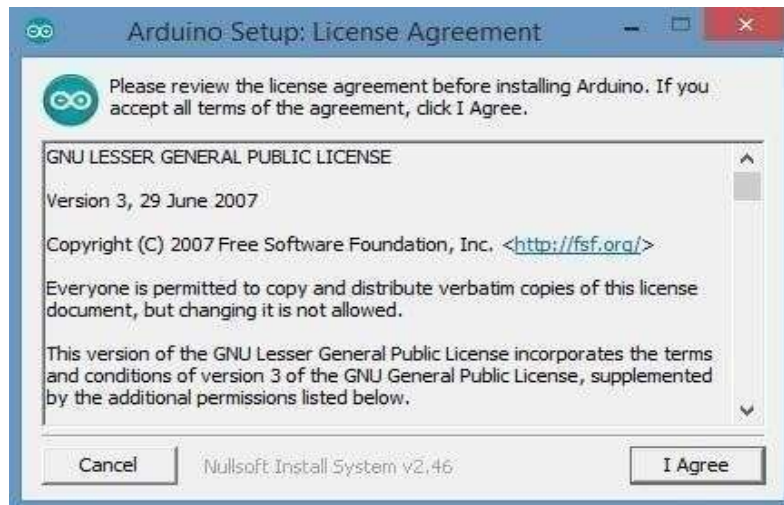 Arduino Setup: License Agreement
Please review the license agreement before installing Arduino. If you
accept all terms of the agreement, click I Agree.
GNU LESSER GENERAL PUBLIC LICENSE
Version 3, 29 June 2007
Copyright (C) 2007 Free Software Foundation, Inc. <http://fsf.org/>
Everyone is permitted to copy and distribute verbatim copies of this license
document, but changing it is not allowed.
This version of the GNU Lesser General Public License incorporates the terms
and conditions of version 3 of the GNU General Public License, supplemented
by the additional permissions listed below.
Cancel Nullsoft Install System v2.46 I Agree